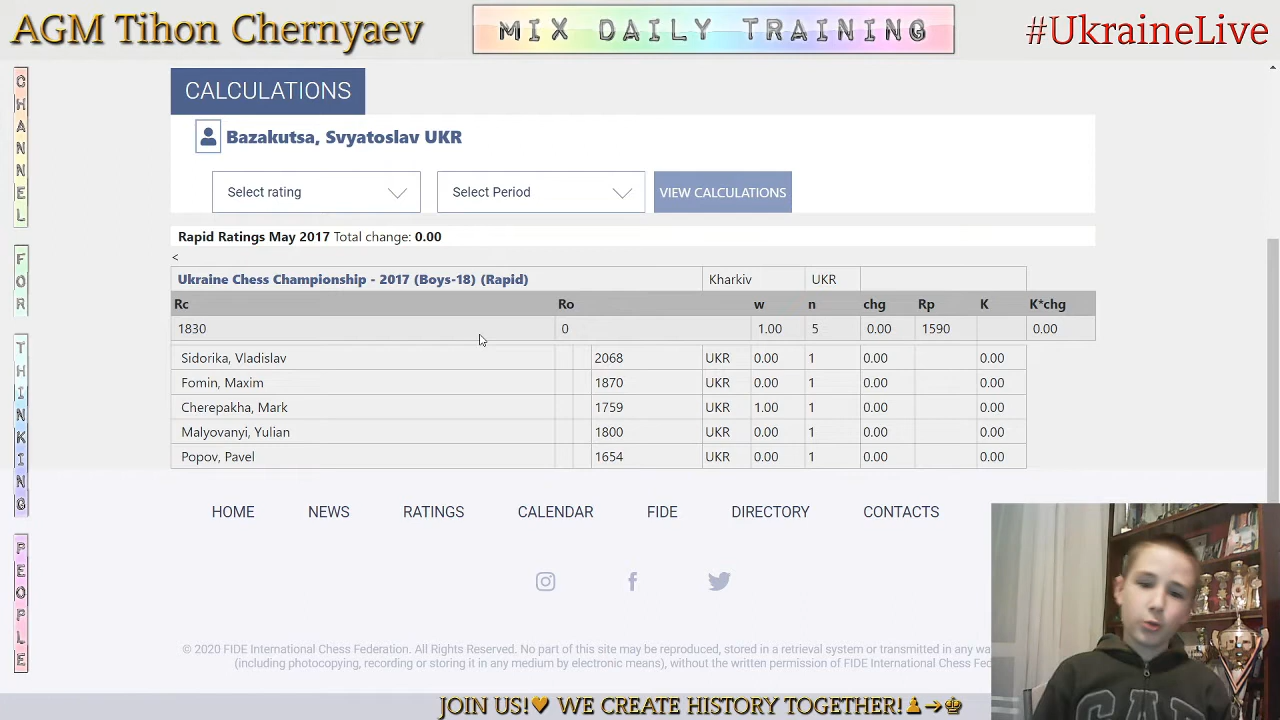 AGM Tihon Chernyaev
MIX DAILY TRAINING
#UkraineLive
CHANNEL FOR THINKING PEOPLE
CALCULATIONS
Bazakutsa, Svyatoslav UKR
Select rating
Select Period
VIEW CALCULATIONS
Rapid Ratings May 2017 Total change: 0.00
<
Ukraine Chess Championship - 2017 (Boys-18) (Rapid) Kharkiv UKR
Rc Ro w n chg Rp K K*chg
1830 0 1.00 5 0.00 1590 0.00
Sidorika, Vladislav 2068 UKR 0.00 1 0.00 0.00
Fomin, Maxim 1870 UKR 0.00 1 0.00 0.00
Cherepakha, Mark 1759 UKR 1.00 1 0.00 0.00
Malyovanyi, Yulian 1800 UKR 0.00 1 0.00 0.00
Popov, Pavel 1654 UKR 0.00 1 0.00 0.00
HOME NEWS RATINGS CALENDAR FIDE DIRECTORY CONTACTS
© 2020 FIDE International Chess Federation. All Rights Reserved. No part of this site may be reproduced, stored in a retrieval system or transmitted in any wa
(including photocopying, recording or storing it in any medium by electronic means), without the written permission of FIDE International Chess Fed
JOIN US!🧡 WE CREATE HISTORY TOGETHER!♟→♚